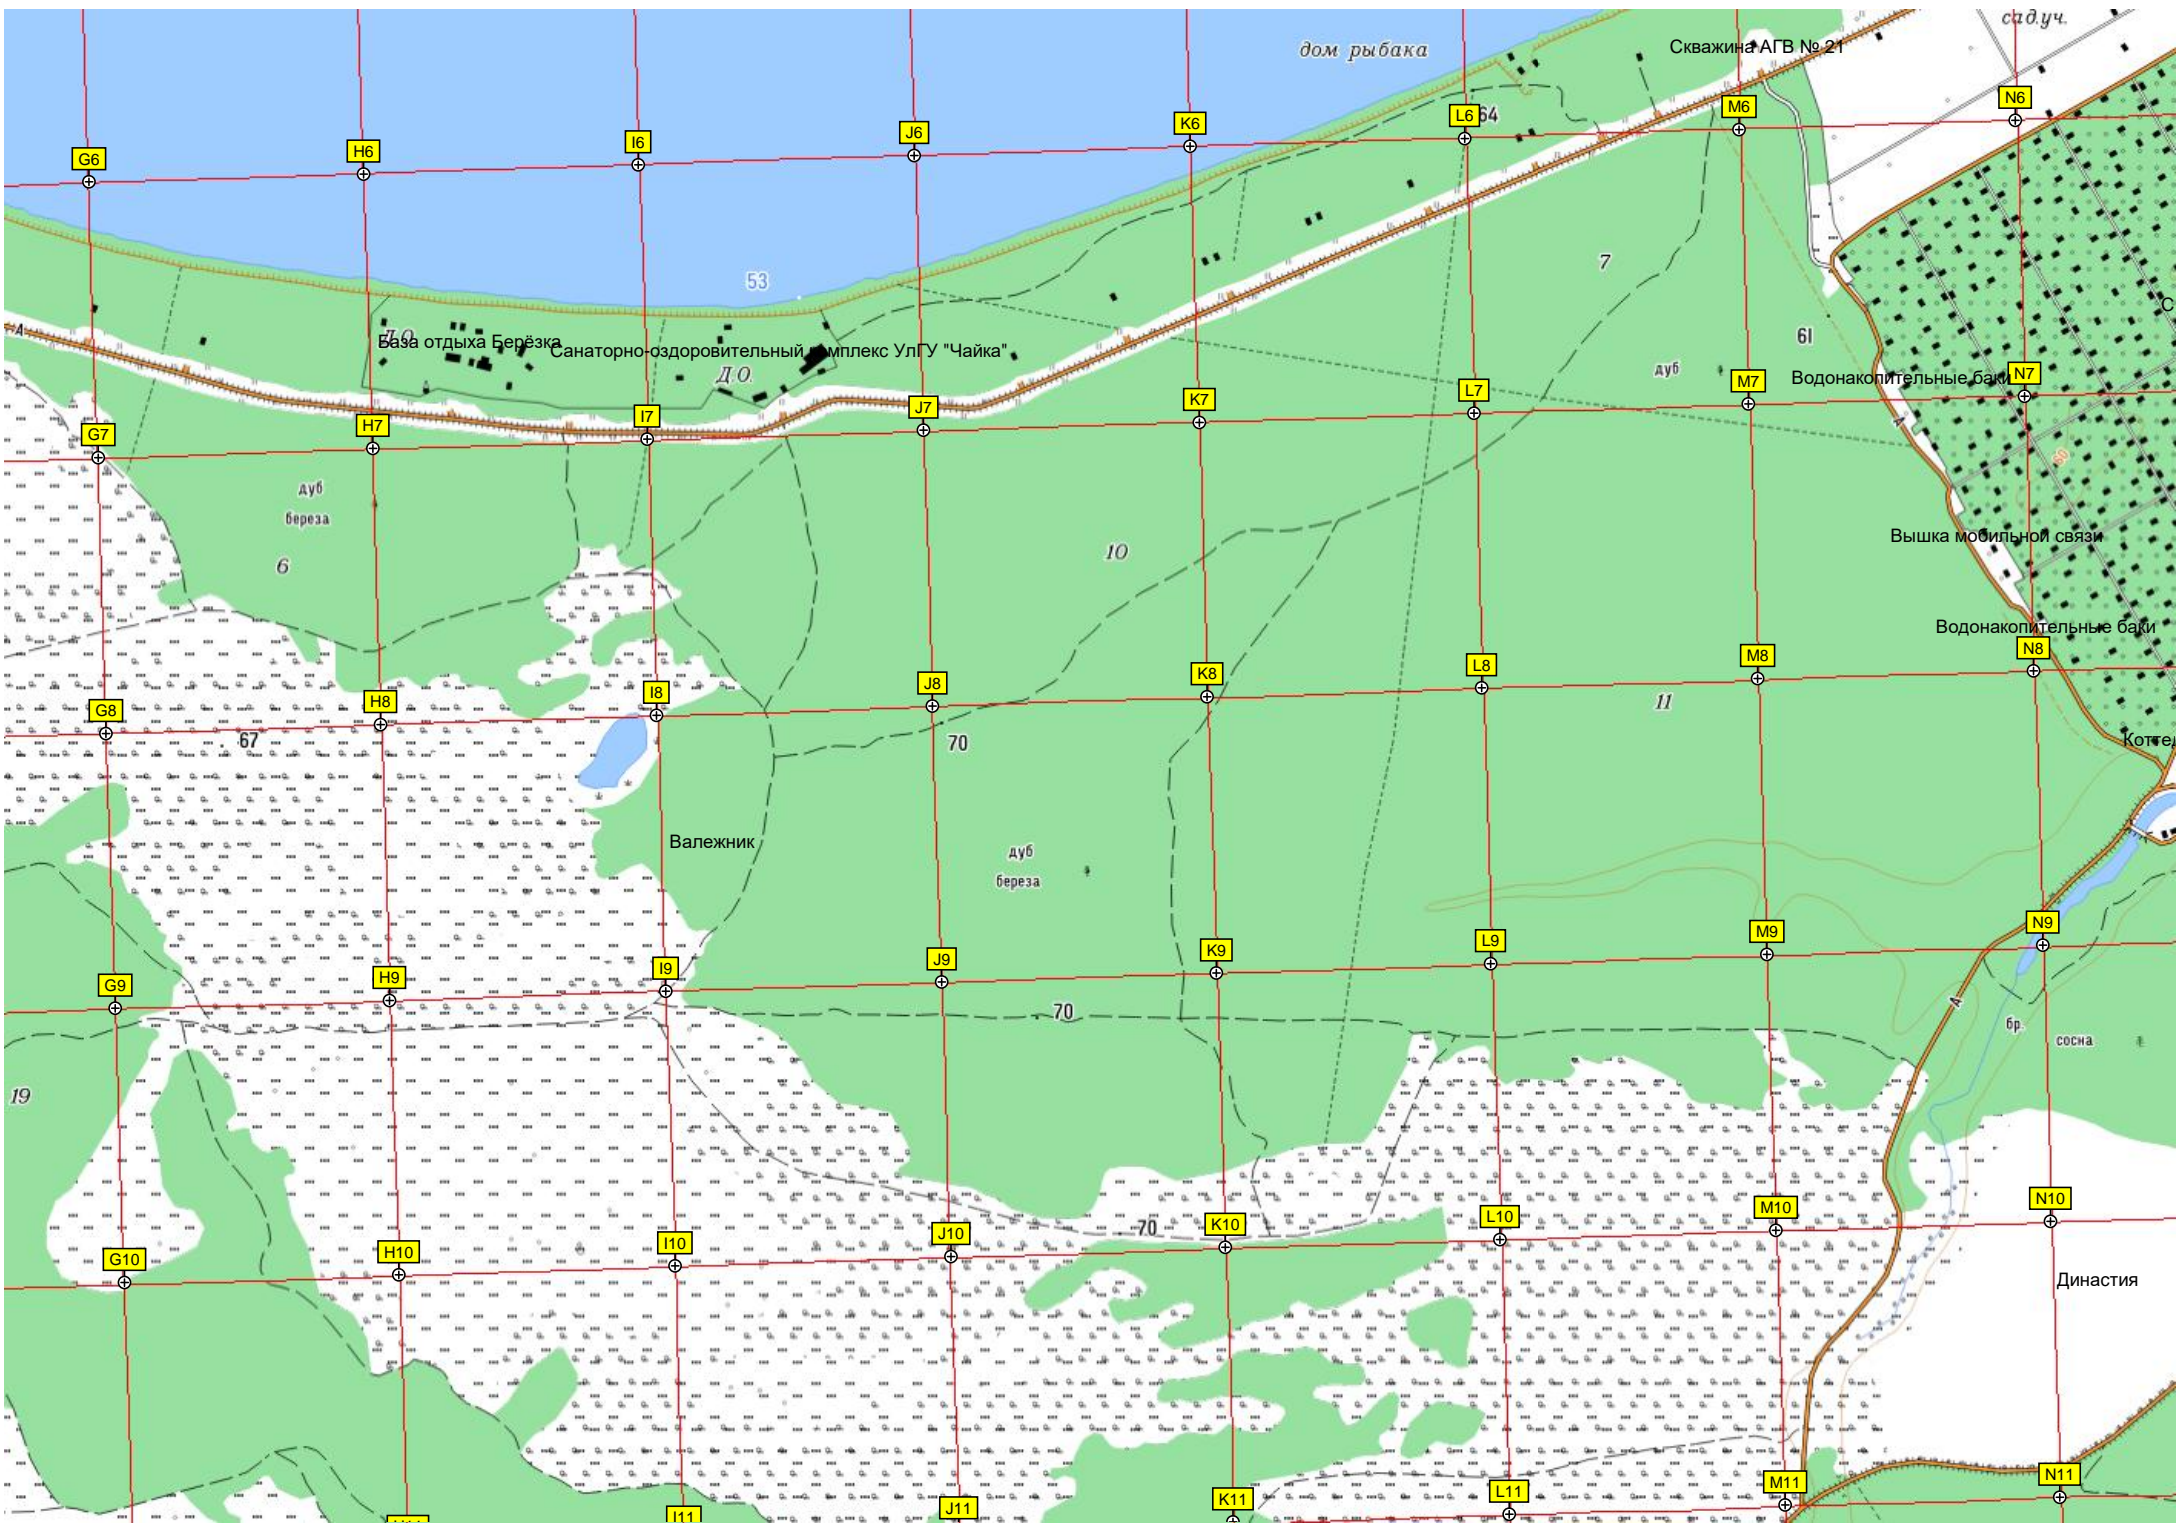 сад.уч.
дом рыбака
Скважина АГВ № 21
N6
M6
L6
64
K6
J6
I6
H6
G6
7
53
61
База отдыха Берёзка
Санаторно-оздоровительный
мплекс УлГУ "Чайка"
Д.О.
дуб
Водонакопительные баки
N7
M7
L7
K7
J7
I7
H7
G7
А
А
60
дуб
береза
6
10
Вышка мобильной связи
Водонакопительные баки
N8
M8
L8
K8
J8
I8
H8
G8
11
67
70
Валежник
дуб
береза
N9
M9
L9
K9
J9
I9
H9
G9
А
70
бр.
сосна
19
N10
M10
L10
K10
J10
I10
H10
G10
70
Династия
N11
M11
L11
K11
J11
I11